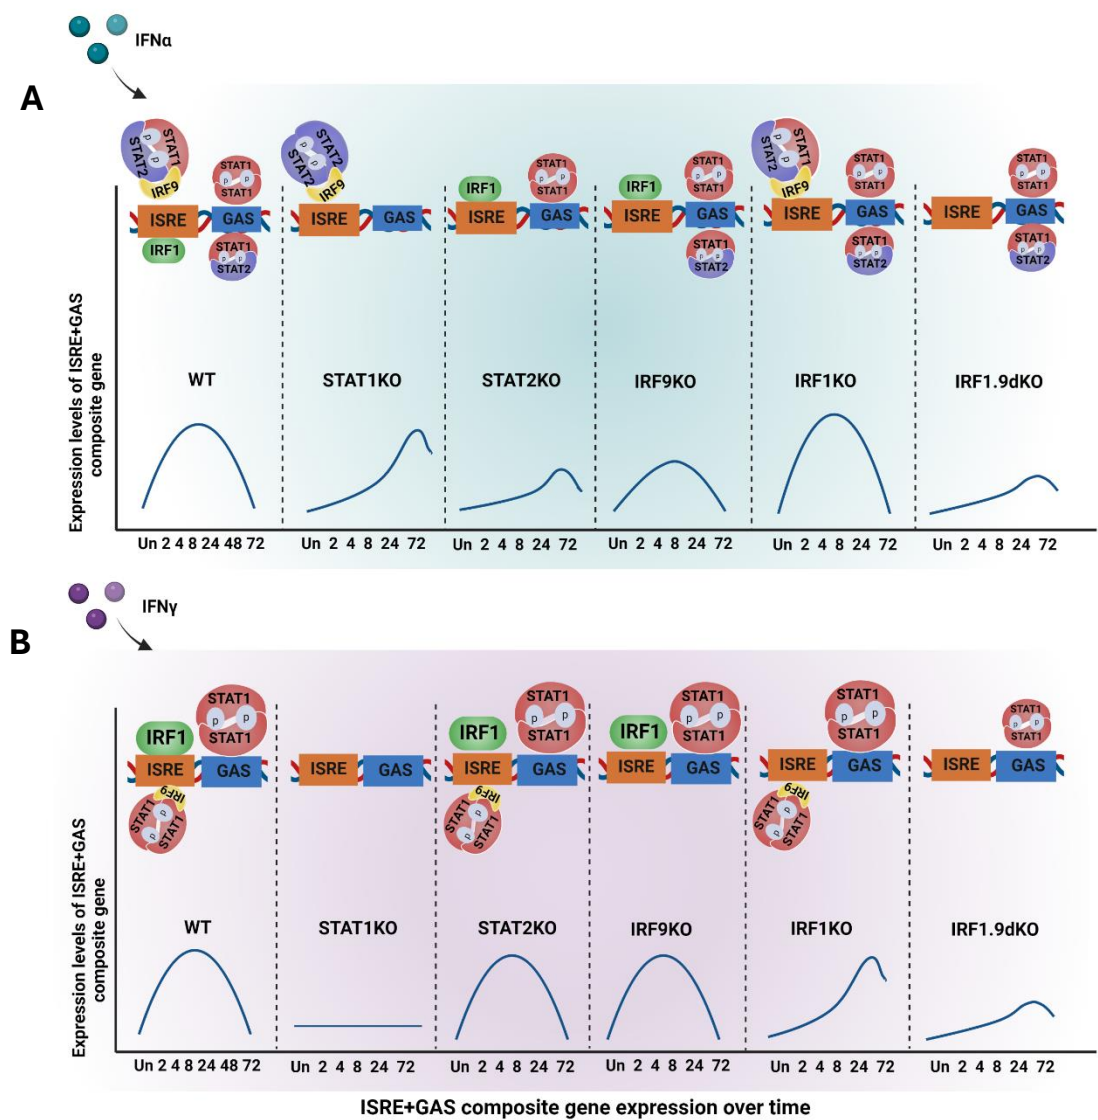 IFNα
A
STAT2 STAT1 p p IRF9
STAT1 p p STAT1
ISRE GAS
IRF1
STAT1 p p STAT2
STAT2 p p STAT2 IRF9
ISRE GAS
IRF1
STAT1 p p STAT1
ISRE GAS
IRF1
STAT1 p p STAT1
ISRE GAS
STAT1 p p STAT2
STAT2 STAT1 p p IRF9
STAT1 p p STAT1
ISRE GAS
STAT1 p p STAT2
STAT1 p p STAT1
ISRE GAS
STAT1 p p STAT2
Expression levels of ISRE+GAS
composite gene
WT STAT1KO STAT2KO IRF9KO IRF1KO IRF1.9dKO
Un 2 4 8 24 48 72
Un 2 4 8 24 72
Un 2 4 8 24 72
Un 2 4 8 24 72
Un 2 4 8 24 72
Un 2 4 8 24 72
IFNγ
B
IRF1
STAT1 p p STAT1
ISRE GAS
IRF9 STAT1 p p STAT1
ISRE GAS
IRF1
STAT1 p p STAT1
ISRE GAS
IRF9 STAT1 p p STAT1
IRF1
STAT1 p p STAT1
ISRE GAS
STAT1 p p STAT1
ISRE GAS
IRF9 STAT1 p p STAT1
STAT1 p p STAT1
ISRE GAS
Expression levels of ISRE+GAS
composite gene
WT STAT1KO STAT2KO IRF9KO IRF1KO IRF1.9dKO
Un 2 4 8 24 48 72
Un 2 4 8 24 72
Un 2 4 8 24 72
Un 2 4 8 24 72
Un 2 4 8 24 72
Un 2 4 8 24 72
ISRE+GAS composite gene expression over time